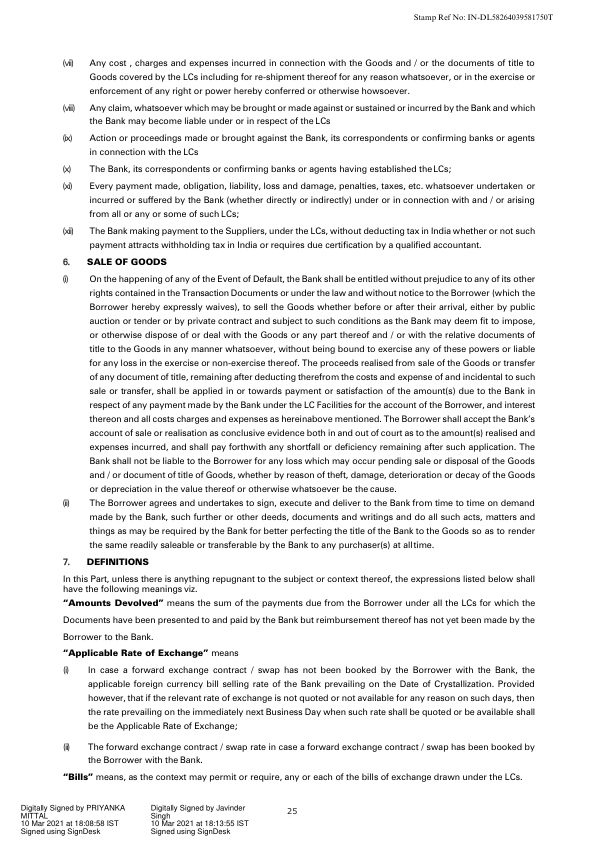 Stamp Ref No: IN-DL58264039581750T
(vii) Any cost , charges and expenses incurred in connection with the Goods and / or the documents of title to
Goods covered by the LCs including for re-shipment thereof for any reason whatsoever, or in the exercise or
enforcement of any right or power hereby conferred or otherwise howsoever.
(viii) Any claim, whatsoever which may be brought or made against or sustained or incurred by the Bank and which
the Bank may become liable under or in respect of the LCs
(ix) Action or proceedings made or brought against the Bank, its correspondents or confirming banks or agents
in connection with the LCs
(x) The Bank, its correspondents or confirming banks or agents having established the LCs;
(xi) Every payment made, obligation, liability, loss and damage, penalties, taxes, etc. whatsoever undertaken or
incurred or suffered by the Bank (whether directly or indirectly) under or in connection with and / or arising
from all or any or some of such LCs;
(xii) The Bank making payment to the Suppliers, under the LCs, without deducting tax in India whether or not such
payment attracts withholding tax in India or requires due certification by a qualified accountant.
6. SALE OF GOODS
(i) On the happening of any of the Event of Default, the Bank shall be entitled without prejudice to any of its other
rights contained in the Transaction Documents or under the law and without notice to the Borrower (which the
Borrower hereby expressly waives), to sell the Goods whether before or after their arrival, either by public
auction or tender or by private contract and subject to such conditions as the Bank may deem fit to impose,
or otherwise dispose of or deal with the Goods or any part thereof and / or with the relative documents of
title to the Goods in any manner whatsoever, without being bound to exercise any of these powers or liable
for any loss in the exercise or non-exercise thereof. The proceeds realised from sale of the Goods or transfer
of any document of title, remaining after deducting therefrom the costs and expense of and incidental to such
sale or transfer, shall be applied in or towards payment or satisfaction of the amount(s) due to the Bank in
respect of any payment made by the Bank under the LC Facilities for the account of the Borrower, and interest
thereon and all costs charges and expenses as hereinabove mentioned. The Borrower shall accept the Bank's
account of sale or realisation as conclusive evidence both in and out of court as to the amount(s) realised and
expenses incurred, and shall pay forthwith any shortfall or deficiency remaining after such application. The
Bank shall not be liable to the Borrower for any loss which may occur pending sale or disposal of the Goods
and / or document of title of Goods, whether by reason of theft, damage, deterioration or decay of the Goods
or depreciation in the value thereof or otherwise whatsoever be the cause.
(ii) The Borrower agrees and undertakes to sign, execute and deliver to the Bank from time to time on demand
made by the Bank, such further or other deeds, documents and writings and do all such acts, matters and
things as may be required by the Bank for better perfecting the title of the Bank to the Goods so as to render
the same readily saleable or transferable by the Bank to any purchaser(s) at all time.
7. DEFINITIONS
In this Part, unless there is anything repugnant to the subject or context thereof, the expressions listed below shall
have the following meanings viz.
"Amounts Devolved" means the sum of the payments due from the Borrower under all the LCs for which the
Documents have been presented to and paid by the Bank but reimbursement thereof has not yet been made by the
Borrower to the Bank.
"Applicable Rate of Exchange" means
(i) In case a forward exchange contract / swap has not been booked by the Borrower with the Bank, the
applicable foreign currency bill selling rate of the Bank prevailing on the Date of Crystallization. Provided
however, that if the relevant rate of exchange is not quoted or not available for any reason on such days, then
the rate prevailing on the immediately next Business Day when such rate shall be quoted or be available shall
be the Applicable Rate of Exchange;
(ii) The forward exchange contract / swap rate in case a forward exchange contract / swap has been booked by
the Borrower with the Bank.
"Bills" means, as the context may permit or require, any or each of the bills of exchange drawn under the LCs.
Digitally Signed by PRIYANKA
MITTAL
10 Mar 2021 at 18:08:58 IST
Signed using SignDesk
Digitally Signed by Javinder
Singh
10 Mar 2021 at 18:13:55 IST
Signed using SignDesk
25